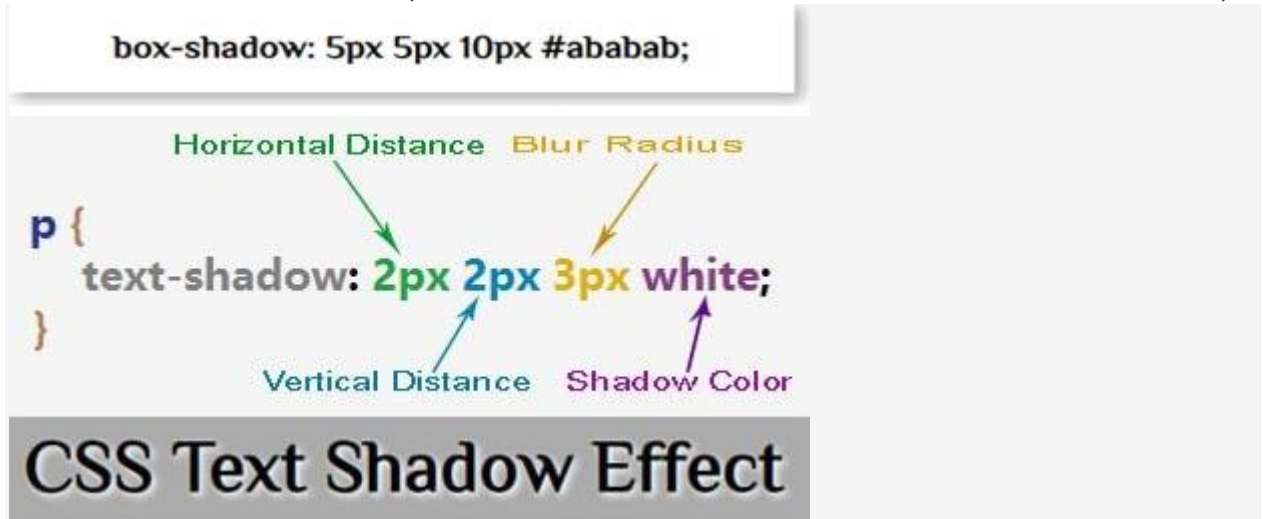 box-shadow: 5px 5px 10px #ababab;
Horizontal Distance Blur Radius
p {
text-shadow: 2px 2px 3px white;
}
Vertical Distance Shadow Color
CSS Text Shadow Effect